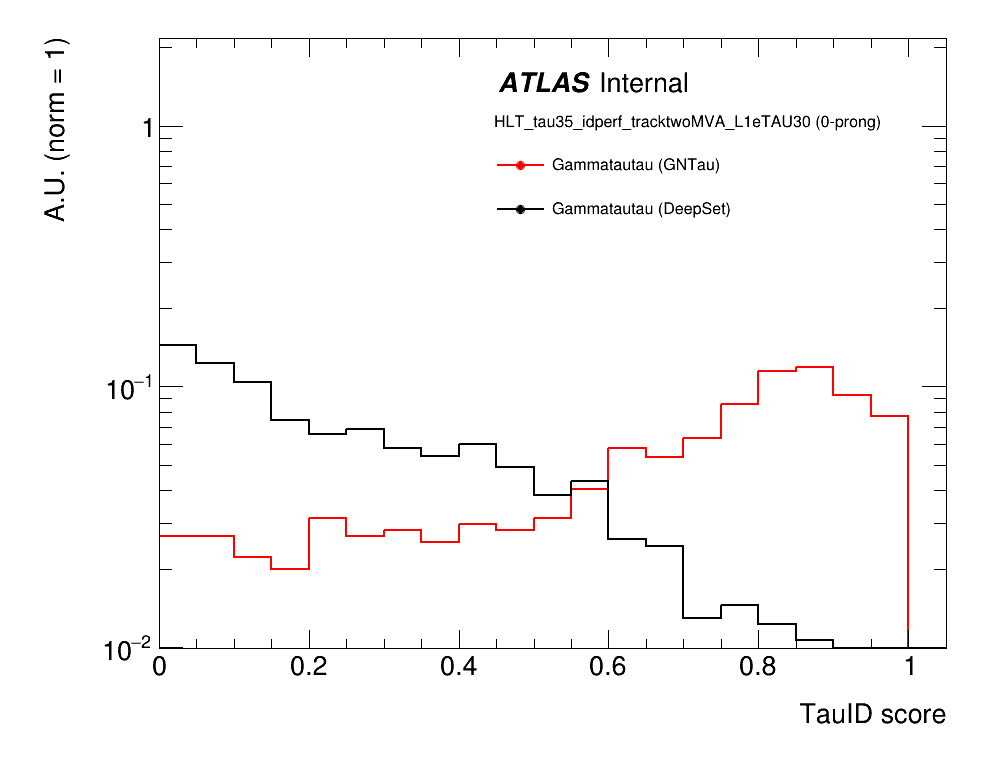 A.U. (norm = 1)
ATLAS Internal
HLT_tau35_idperf_tracktwoMVA_L1eTAU30 (0-prong)
Gammatautau (GNTau)
Gammatautau (DeepSet)
1
10⁻¹
10⁻²
0 0.2 0.4 0.6 0.8 1
TauID score